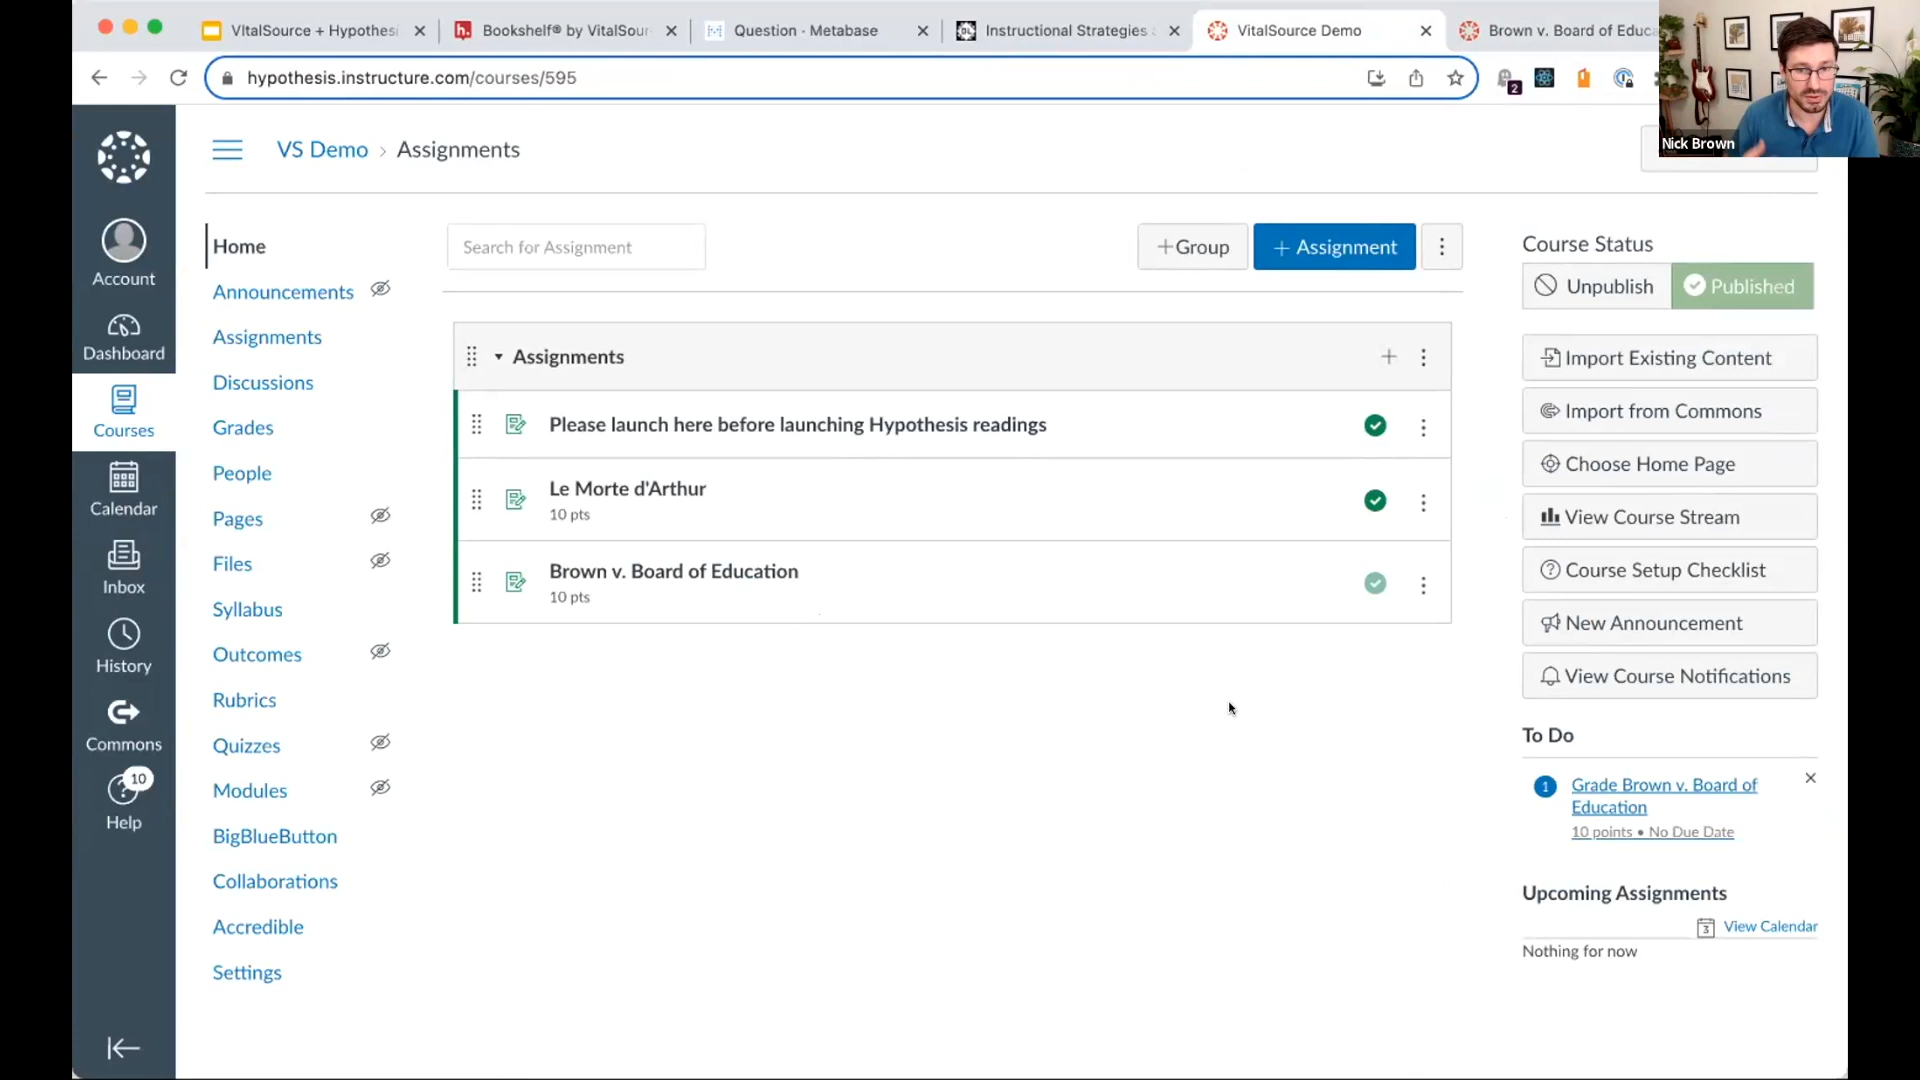 VItalSource + Hypothesi
Bookshelf® by VitalSour
Question · Metabase
Instructional Strategies
VitalSource Demo
Brown v. Board of Educa
hypothesis.instructure.com/courses/595
2
Nick Brown
VS Demo › Assignments
Account
Dashboard
Courses
Calendar
Inbox
History
Commons
10
Help
Home
Announcements
Assignments
Discussions
Grades
People
Pages
Files
Syllabus
Outcomes
Rubrics
Quizzes
Modules
BigBlueButton
Collaborations
Accredible
Settings
Search for Assignment
+Group
+ Assignment
Assignments
Please launch here before launching Hypothesis readings
Le Morte d'Arthur
10 pts
Brown v. Board of Education
10 pts
Course Status
Unpublish
Published
Import Existing Content
Import from Commons
Choose Home Page
View Course Stream
Course Setup Checklist
New Announcement
View Course Notifications
To Do
1
Grade Brown v. Board of
Education
10 points • No Due Date
Upcoming Assignments
3
View Calendar
Nothing for now